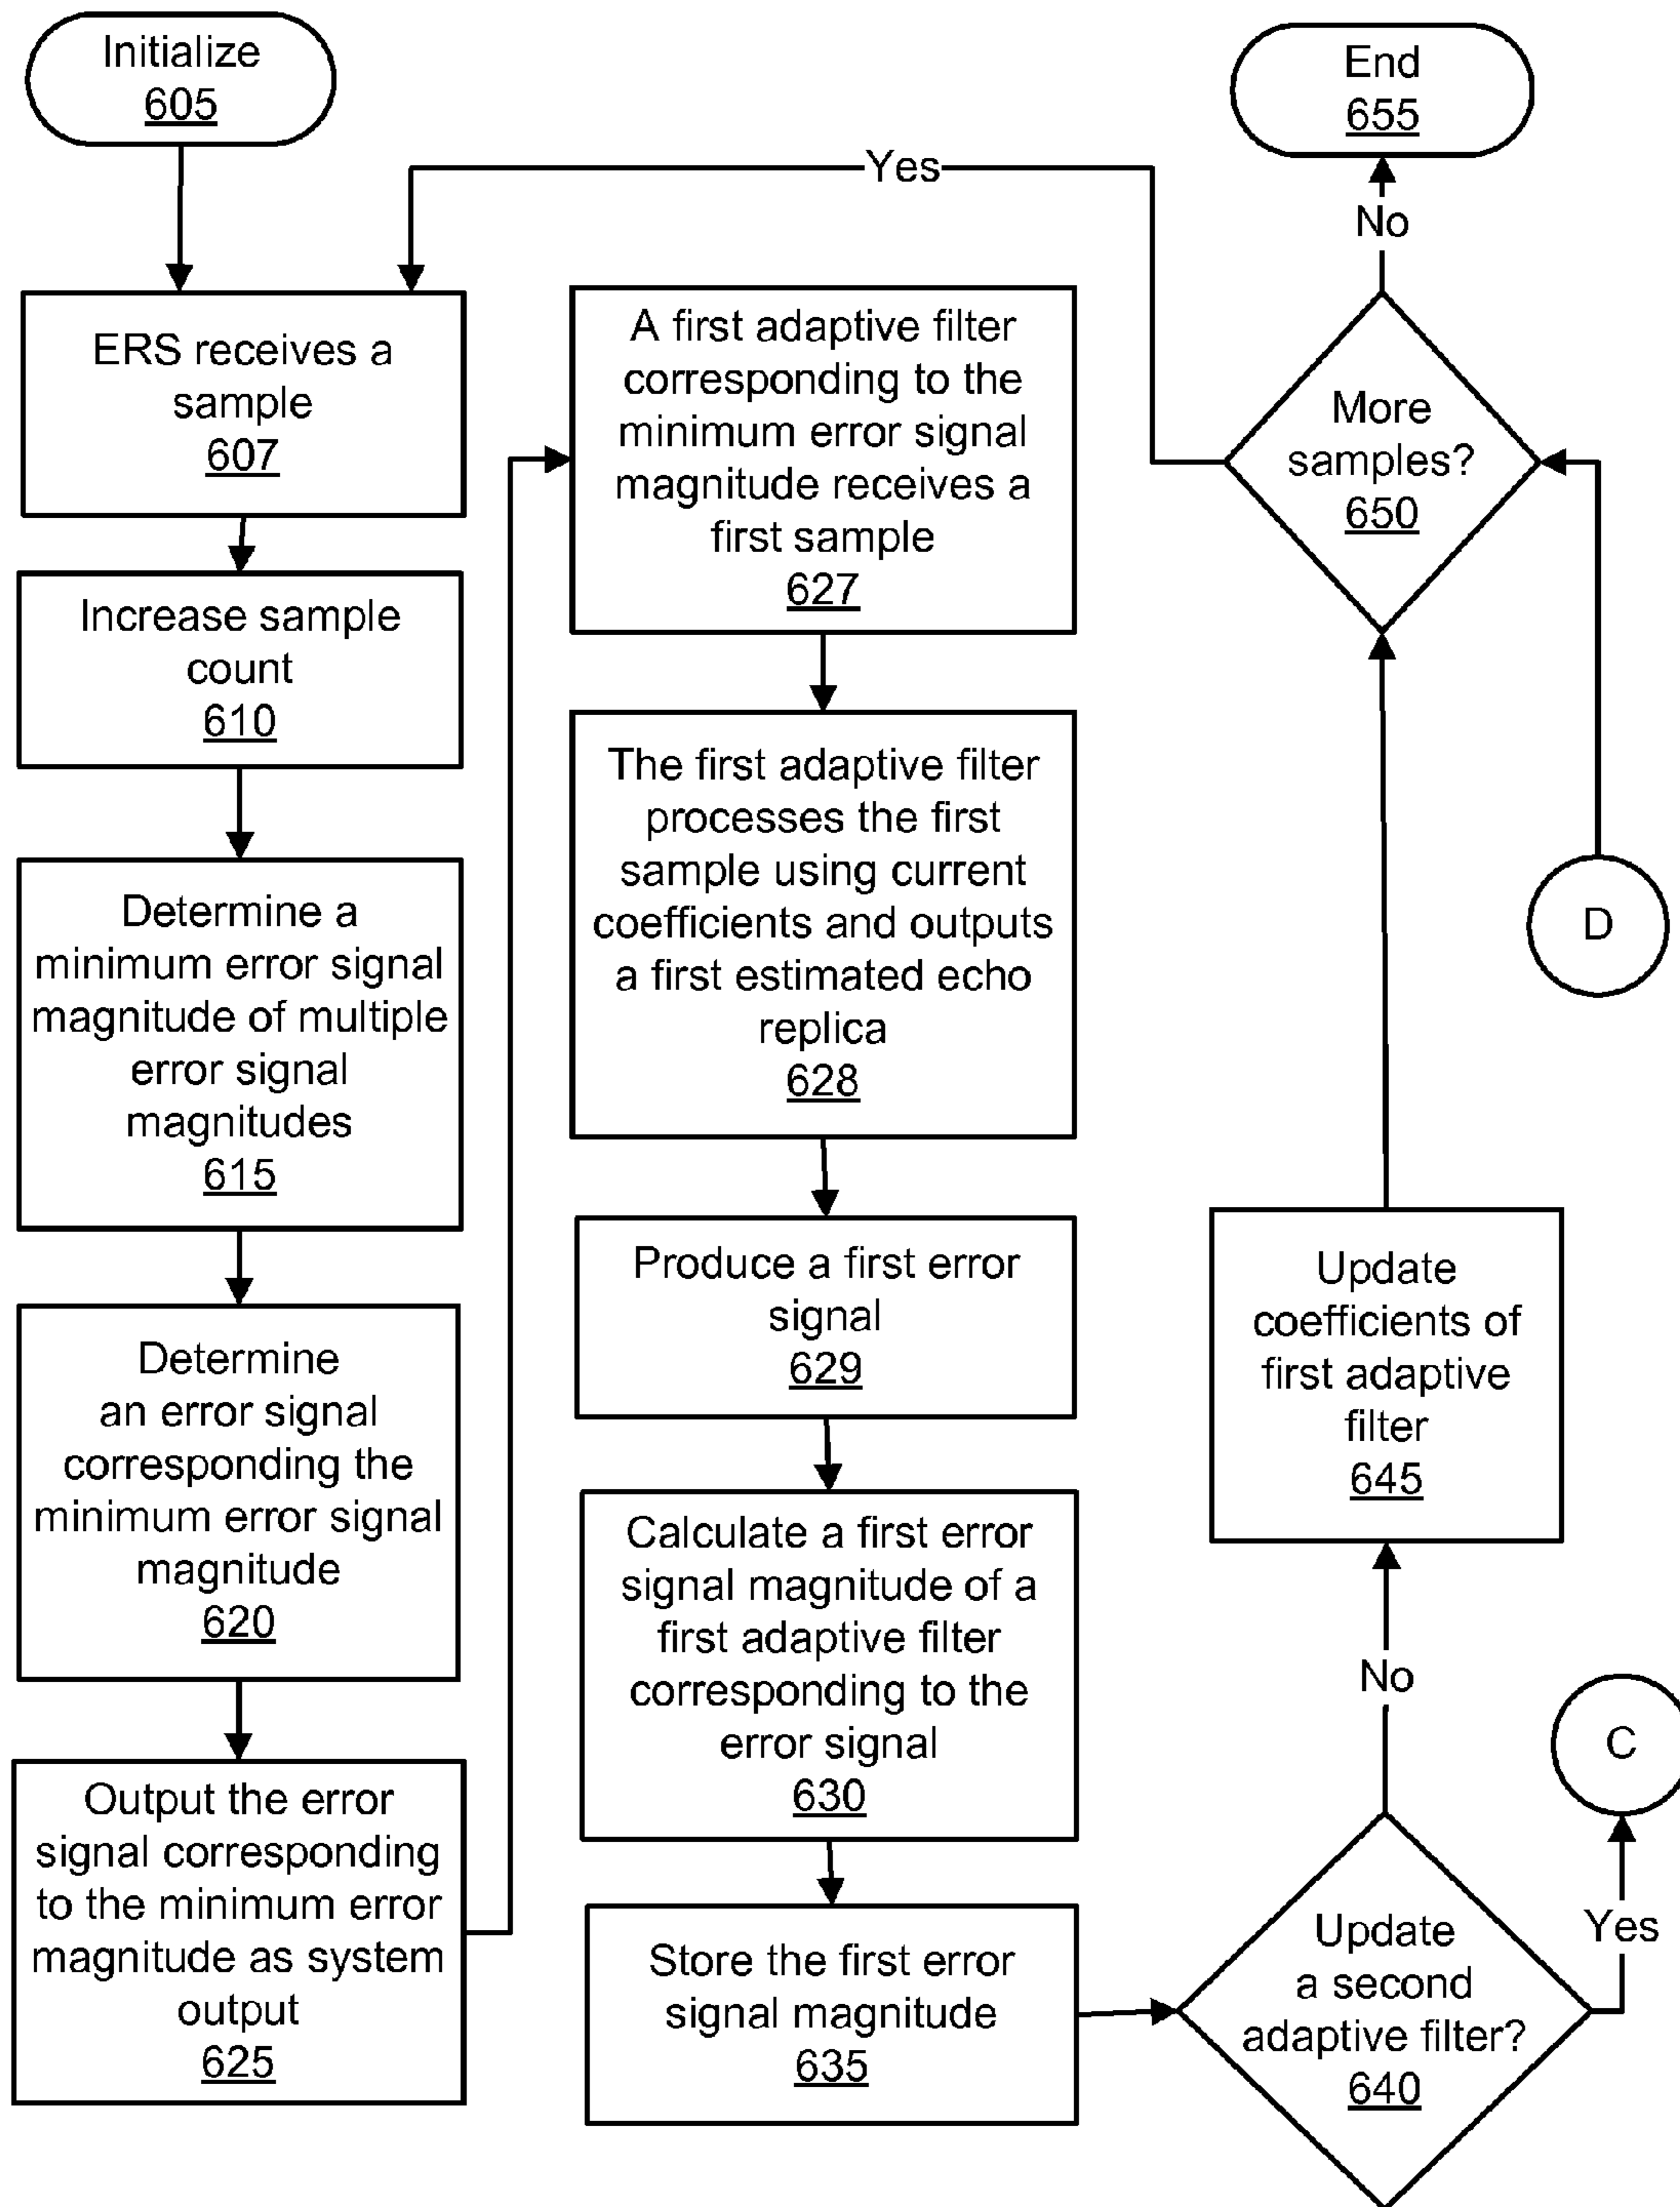 Initialize
605
ERS receives a
sample
607
Increase sample
count
610
Determine a
minimum error signal
magnitude of multiple
error signal
magnitudes
615
Determine
an error signal
corresponding the
minimum error signal
magnitude
620
Output the error
signal corresponding
to the minimum error
magnitude as system
output
625
A first adaptive filter
corresponding to the
minimum error signal
magnitude receives a
first sample
627
The first adaptive filter
processes the first
sample using current
coefficients and outputs
a first estimated echo
replica
628
Produce a first error
signal
629
Calculate a first error
signal magnitude of a
first adaptive filter
corresponding to the
error signal
630
Store the first error
signal magnitude
635
Update
a second
adaptive filter?
640
Yes
C
No
Update
coefficients of
first adaptive
filter
645
D
More
samples?
650
Yes
No
End
655